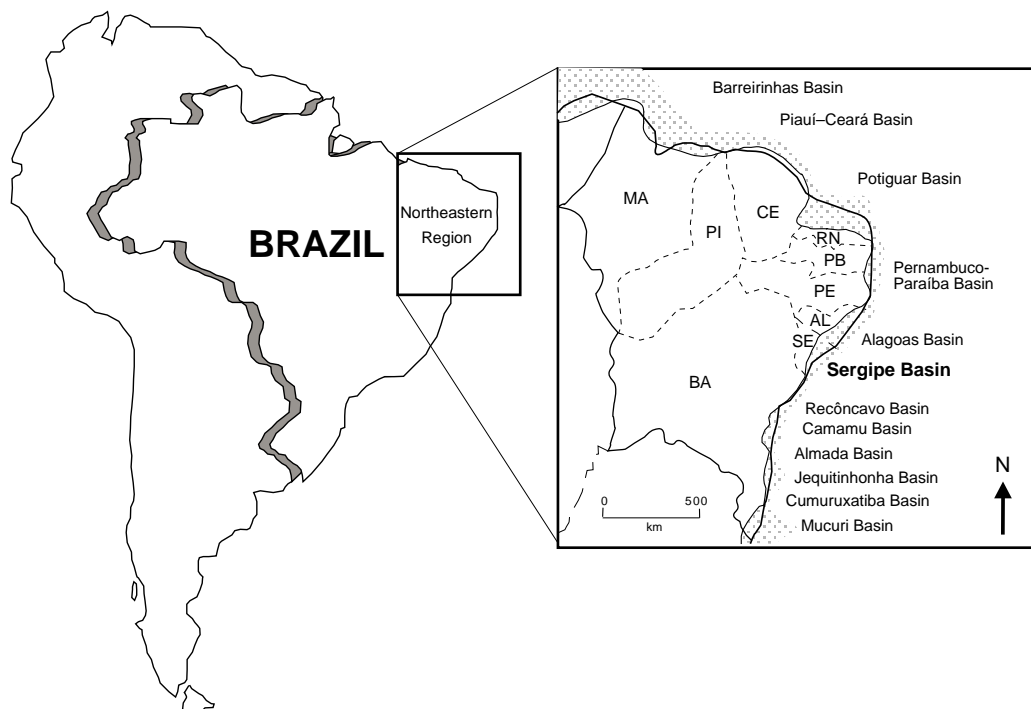 BRAZIL
Northeastern
Region
Barreirinhas Basin
Piauí–Ceará Basin
Potiguar Basin
MA
PI
CE
RN
PB
PE
AL
SE
BA
Pernambuco-
Paraíba Basin
Alagoas Basin
Sergipe Basin
Recôncavo Basin
Camamu Basin
Almada Basin
Jequitinhonha Basin
Cumuruxatiba Basin
Mucuri Basin
0 500
km
N